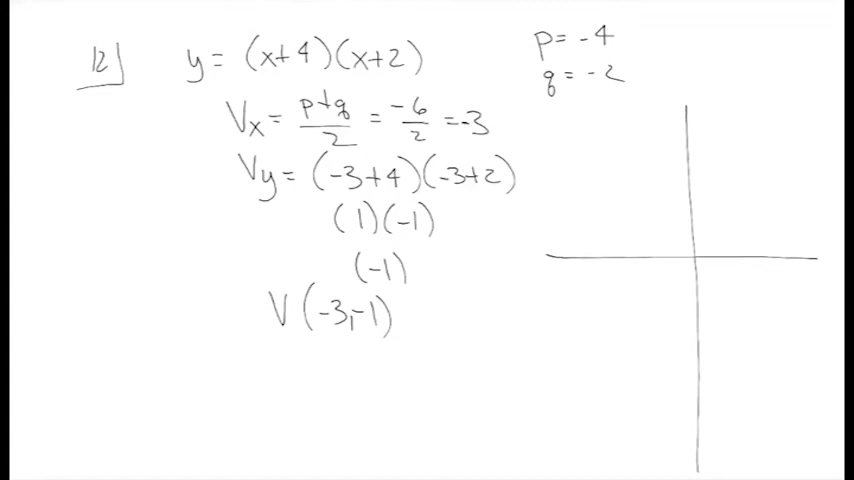 12
y = (x+4)(x+2)
p = -4
q = -2
Vx = p+q/2 = -6/2 = -3
Vy = (-3+4)(-3+2)
(1)(-1)
(-1)
V(-3,-1)